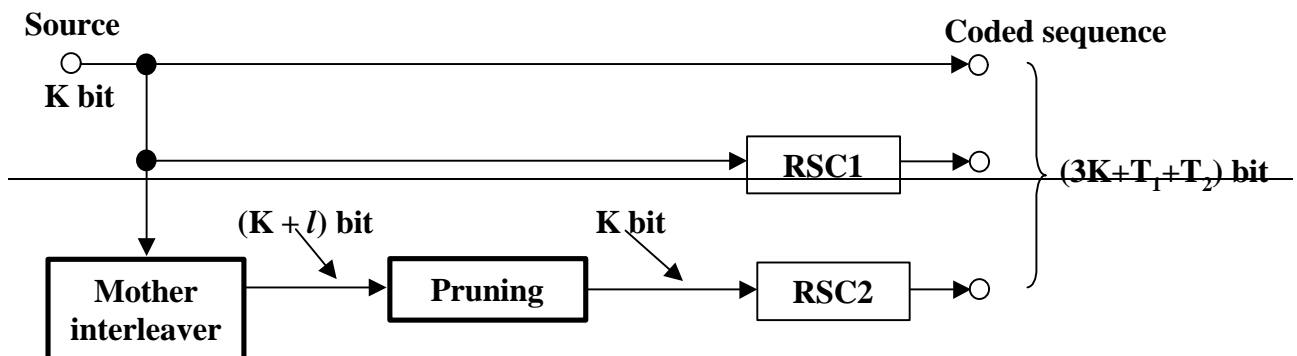 Source
Coded sequence
K bit
RSC1
(3K+T1+T2) bit
(K + l) bit
K bit
Mother
interleaver
Pruning
RSC2